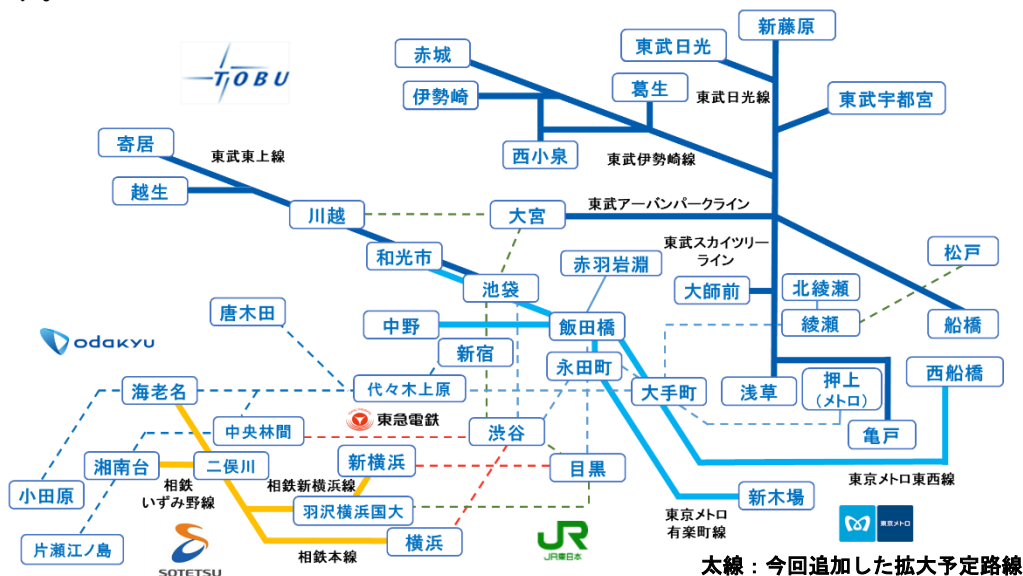 赤城
東武日光
新藤原
TOBU
伊勢崎
葛生
東武日光線
東武宇都宮
寄居
東武東上線
西小泉
東武伊勢崎線
越生
川越
大宮
東武アーバンパークライン
和光市
東武スカイツリー
ライン
松戸
赤羽岩淵
池袋
大師前
北綾瀬
唐木田
中野
飯田橋
綾瀬
船橋
odakyu
新宿
永田町
西船橋
海老名
代々木上原
大手町
浅草
押上
(メトロ)
東急電鉄
中央林間
渋谷
亀戸
湘南台
二俣川
新横浜
目黒
相鉄
いずみ野線
相鉄新横浜線
東京メトロ東西線
小田原
羽沢横浜国大
新木場
東京メトロ
有楽町線
片瀬江ノ島
SOTETSU
相鉄本線
横浜
JR
JR東日本
東京メトロ
太線：今回追加した拡大予定路線